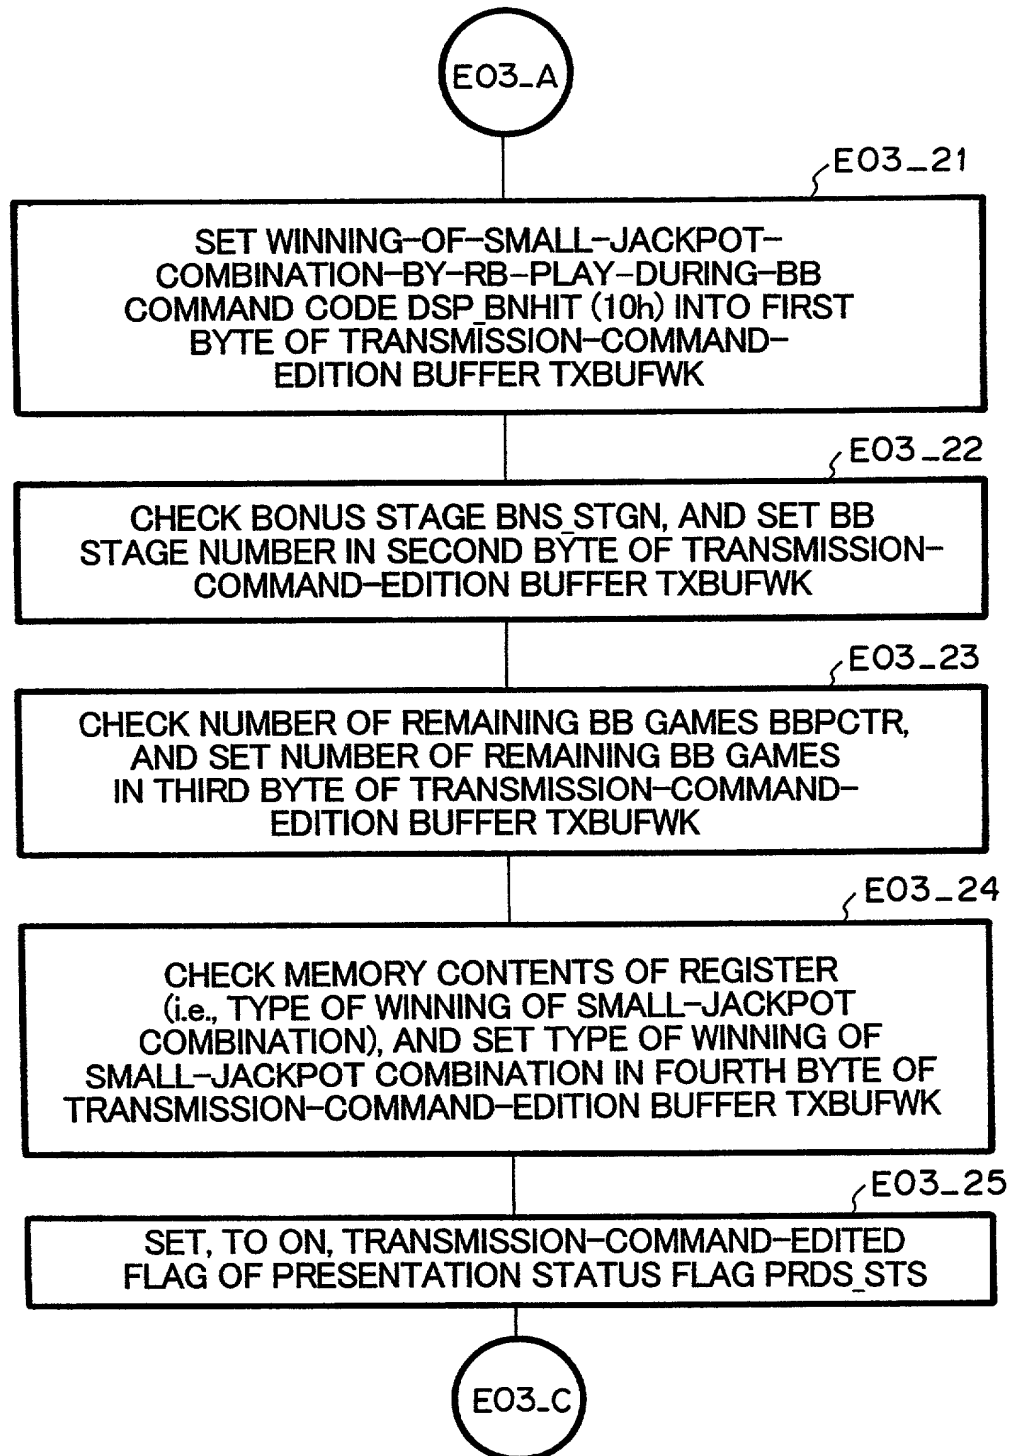 E03_A
E03_21
SET WINNING-OF-SMALL-JACKPOT-
COMBINATION-BY-RB-PLAY-DURING-BB
COMMAND CODE DSP_BNHIT (10h) INTO FIRST
BYTE OF TRANSMISSION-COMMAND-
EDITION BUFFER TXBUFWK
E03_22
CHECK BONUS STAGE BNS_STGN, AND SET BB
STAGE NUMBER IN SECOND BYTE OF TRANSMISSION-
COMMAND-EDITION BUFFER TXBUFWK
E03_23
CHECK NUMBER OF REMAINING BB GAMES BBPCTR,
AND SET NUMBER OF REMAINING BB GAMES
IN THIRD BYTE OF TRANSMISSION-COMMAND-
EDITION BUFFER TXBUFWK
E03_24
CHECK MEMORY CONTENTS OF REGISTER
(i.e., TYPE OF WINNING OF SMALL-JACKPOT
COMBINATION), AND SET TYPE OF WINNING OF
SMALL-JACKPOT COMBINATION IN FOURTH BYTE OF
TRANSMISSION-COMMAND-EDITION BUFFER TXBUFWK
E03_25
SET, TO ON, TRANSMISSION-COMMAND-EDITED
FLAG OF PRESENTATION STATUS FLAG PRDS_STS
E03_C